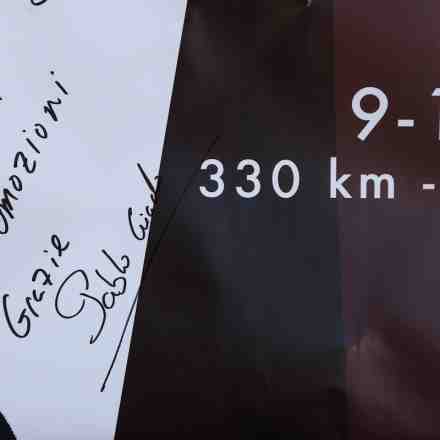 emozioni
Grazie
Pablo
9-1
330 km -